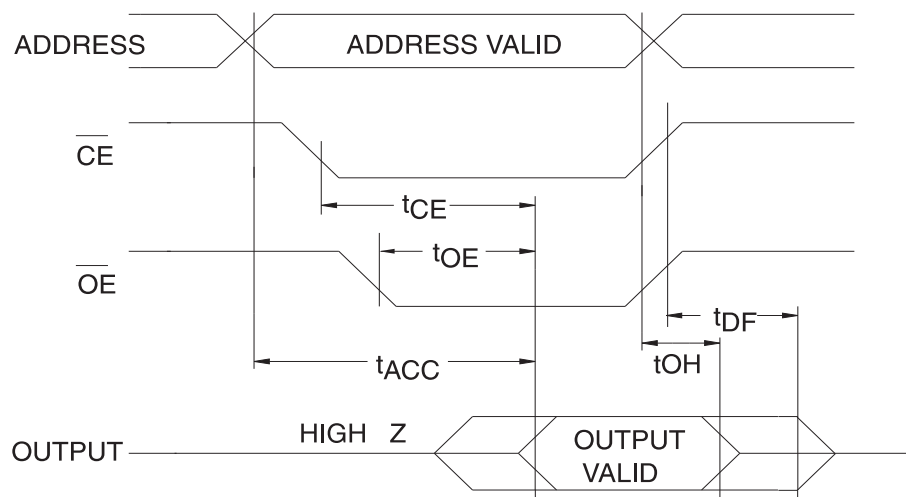 ADDRESS
ADDRESS VALID
CE
tCE
tOE
OE
tDF
tOH
tACC
HIGH Z
OUTPUT
OUTPUT
VALID